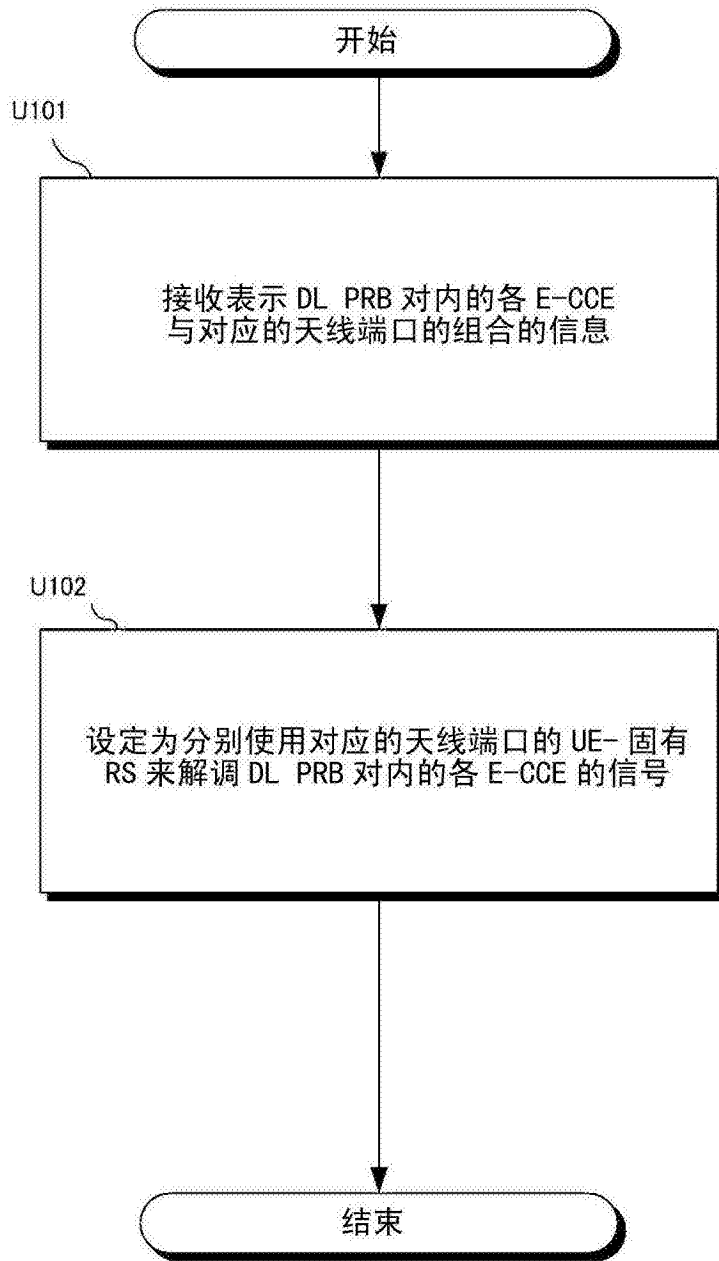 开始
U101
接收表示 DL PRB 对内的各 E-CCE
与对应的天线端口的组合的信息
U102
设定为分别使用对应的天线端口的 UE-固有
RS 来解调 DL PRB 对内的各 E-CCE 的信号
结束